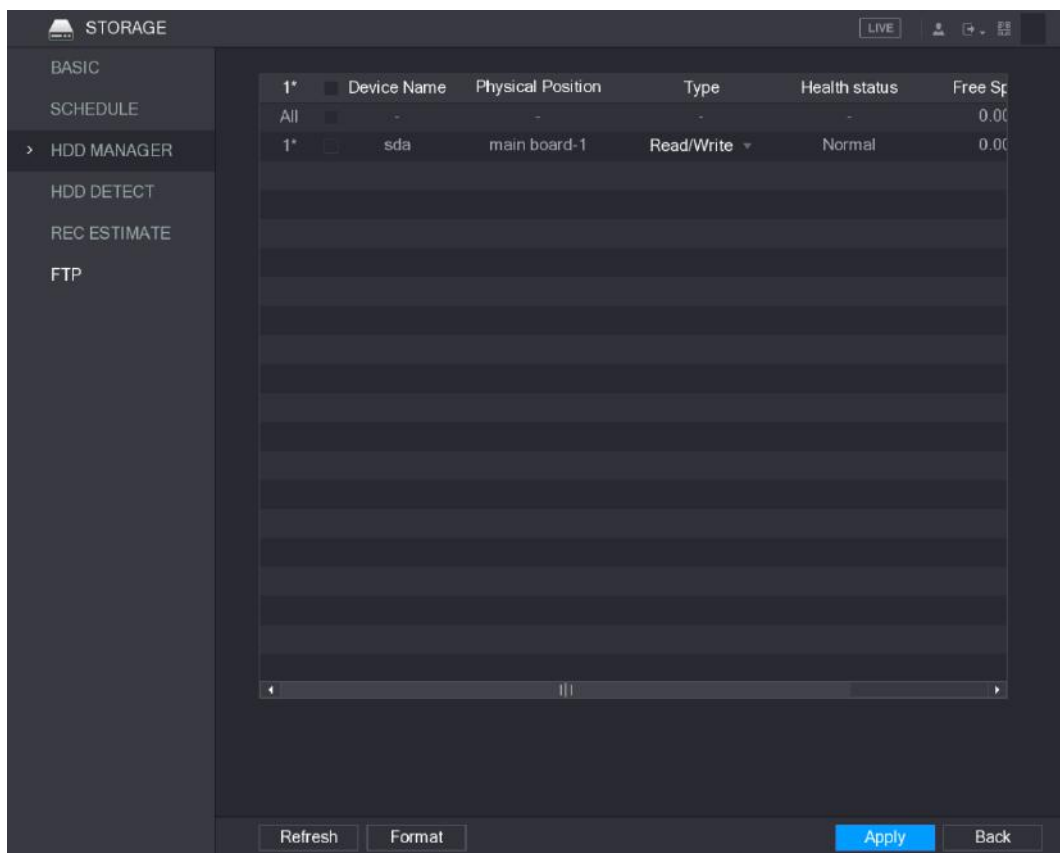 STORAGE
LIVE
BASIC
SCHEDULE
> HDD MANAGER
HDD DETECT
REC ESTIMATE
FTP
1* Device Name Physical Position Type Health status Free Sp
All - - - - 0.00
1* sda main board-1 Read/Write Normal 0.00
Refresh Format Apply Back